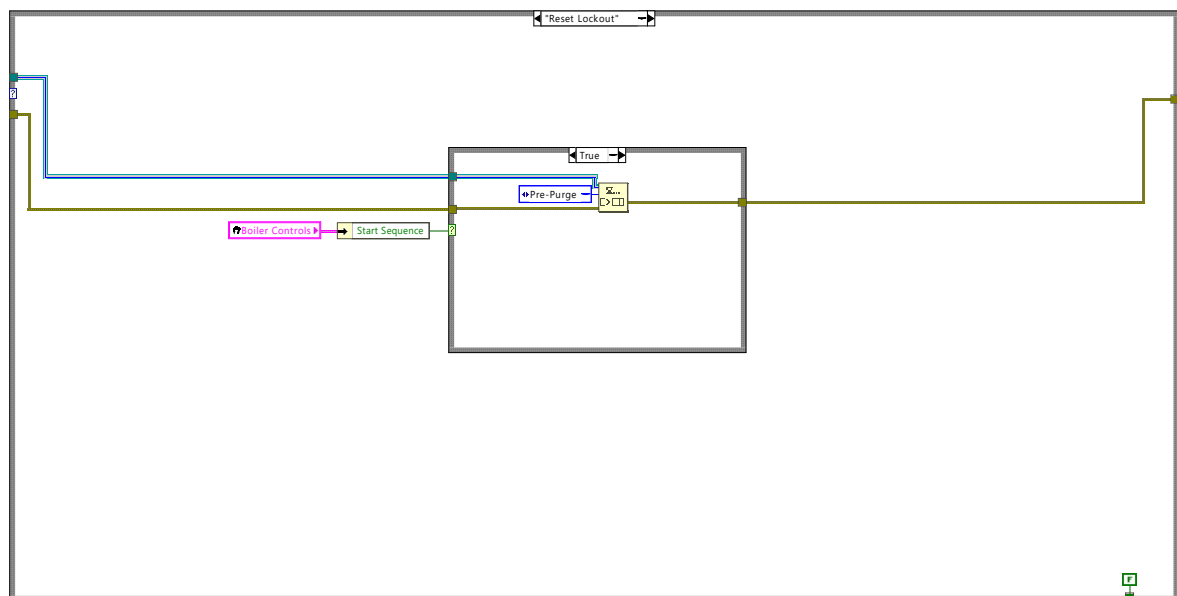 "Reset Lockout"
?
True
Pre-Purge
Boiler Controls
Start Sequence
?
F